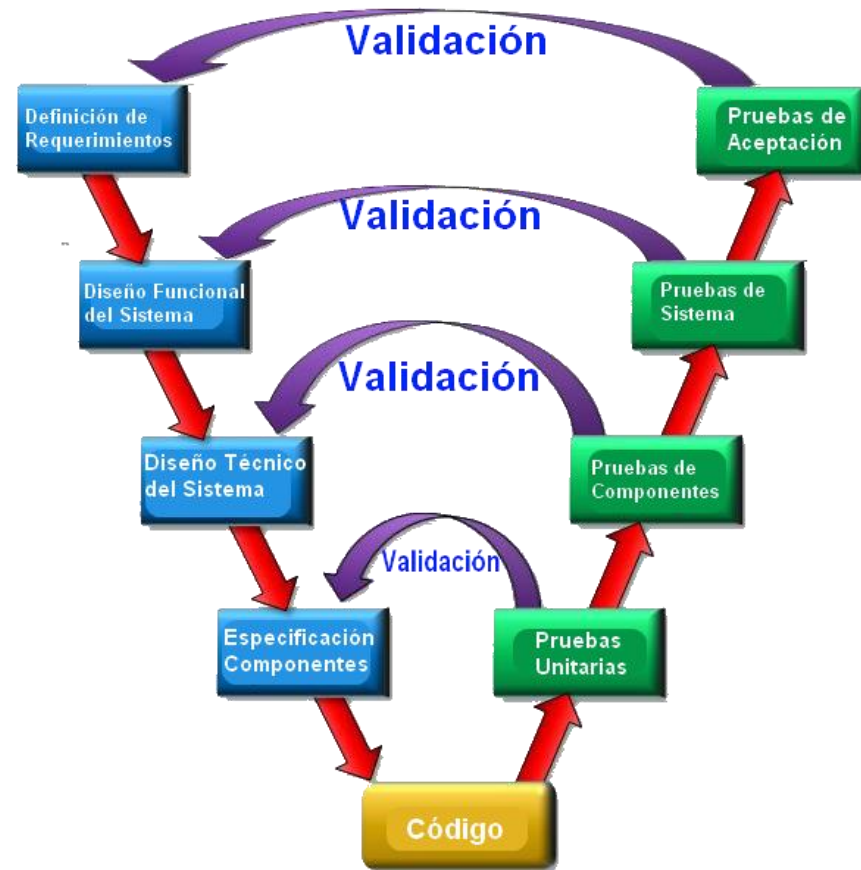 Validación
Definición de
Requerimientos
Pruebas de
Aceptación
Validación
Diseño Funcional
del Sistema
Pruebas de
Sistema
Validación
Diseño Técnico
del Sistema
Pruebas de
Componentes
Validación
Especificación
Componentes
Pruebas
Unitarias
Código